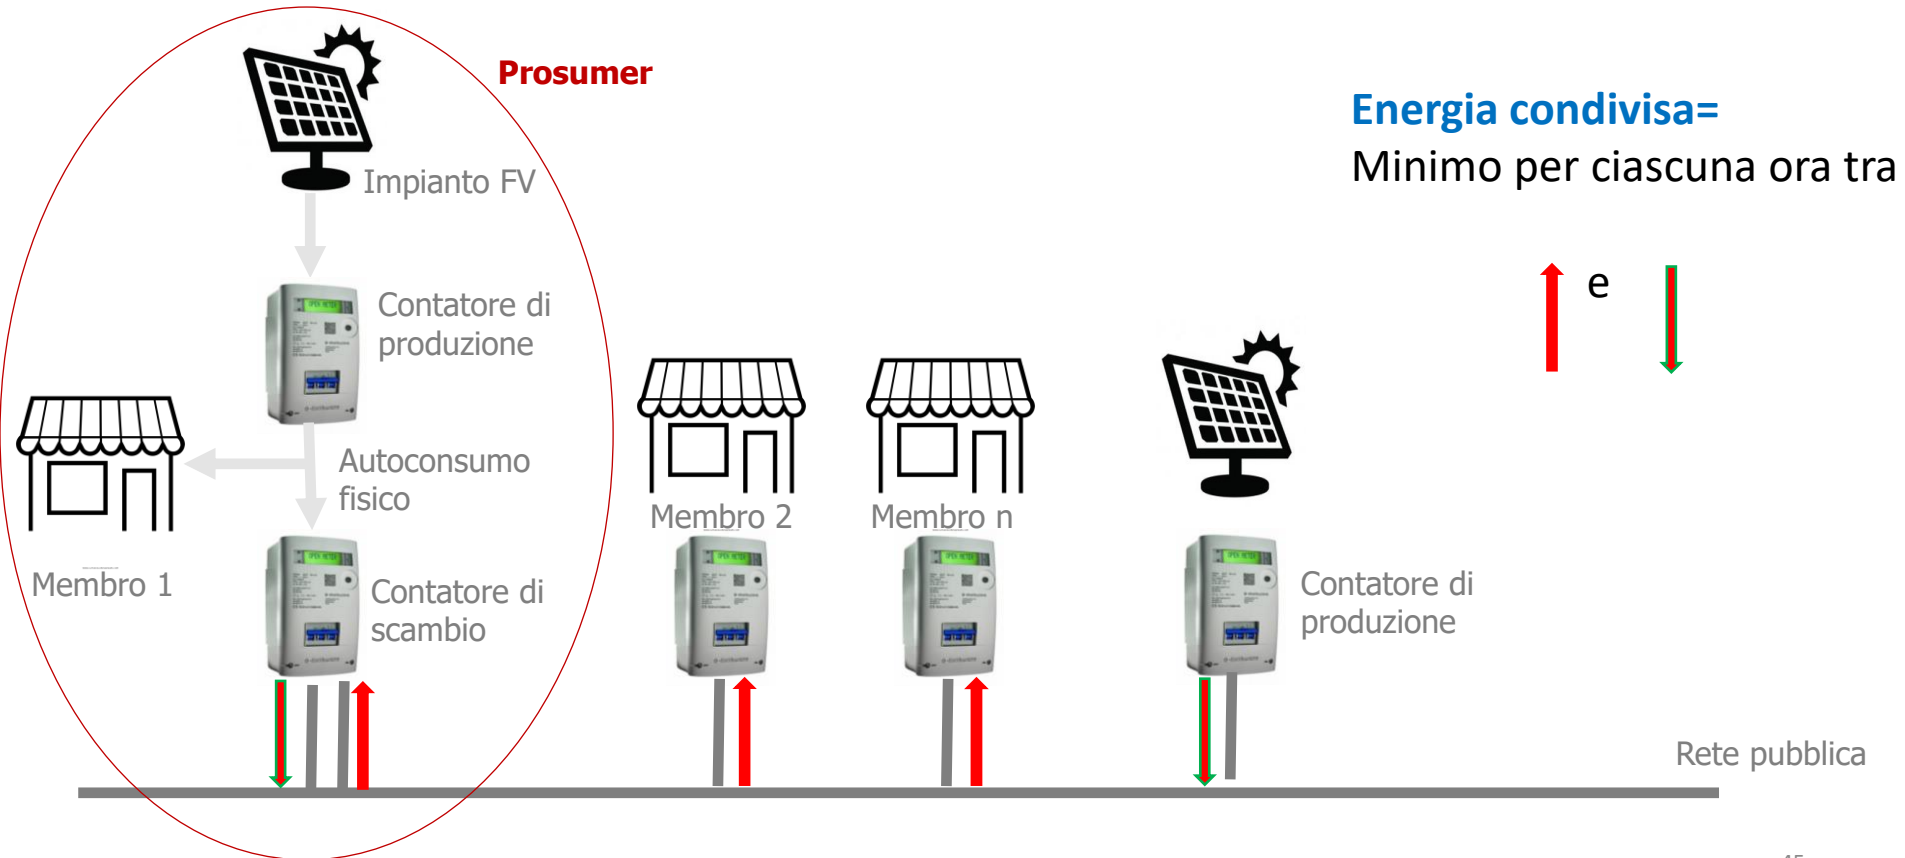 Prosumer
Energia condivisa=
Minimo per ciascuna ora tra
e
Impianto FV
Contatore di
produzione
Autoconsumo
fisico
Membro 1
Contatore di
scambio
Membro 2
Membro n
Contatore di
produzione
Rete pubblica